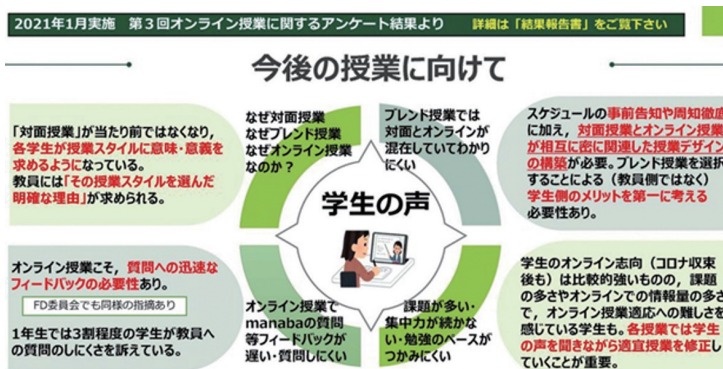 2021年1月実施 第3回オンライン授業に関するアンケート結果より 詳細は「結果報告書」をご覧下さい
今後の授業に向けて
「対面授業」が当たり前ではなくなり，
各学生が授業スタイルに意味・意義を
求めるようになっている。
教員には「その授業スタイルを選んだ
明確な理由」が求められる。
なぜ対面授業
なぜブレンド授業
なぜオンライン授業
なのか？
ブレンド授業では
対面とオンラインが
混在していてわかり
にくい
スケジュールの事前告知や周知徹底
に加え，対面授業とオンライン授業
が相互に密に関連した授業デザイン
の構築が必要。ブレンド授業を選択
することによる（教員側ではなく）
学生側のメリットを第一に考える
必要性あり。
学生の声
オンライン授業こそ，質問への迅速な
フィードバックの必要性あり。
FD委員会でも同様の指摘あり
1年生では3割程度の学生が教員へ
の質問のしにくさを訴えている。
オンライン授業で
manabaの質問
等フィードバックが
遅い・質問しにくい
課題が多い・
集中力が続かな
い・勉強のペースが
つかみにくい
学生のオンライン志向（コロナ収束
後も）は比較的強いものの，課題
の多さやオンラインでの情報量の多さ
で，オンライン授業適応への難しさを
感じている学生も。各授業では学生
の声を聞きながら適宜授業を修正し
ていくことが重要。